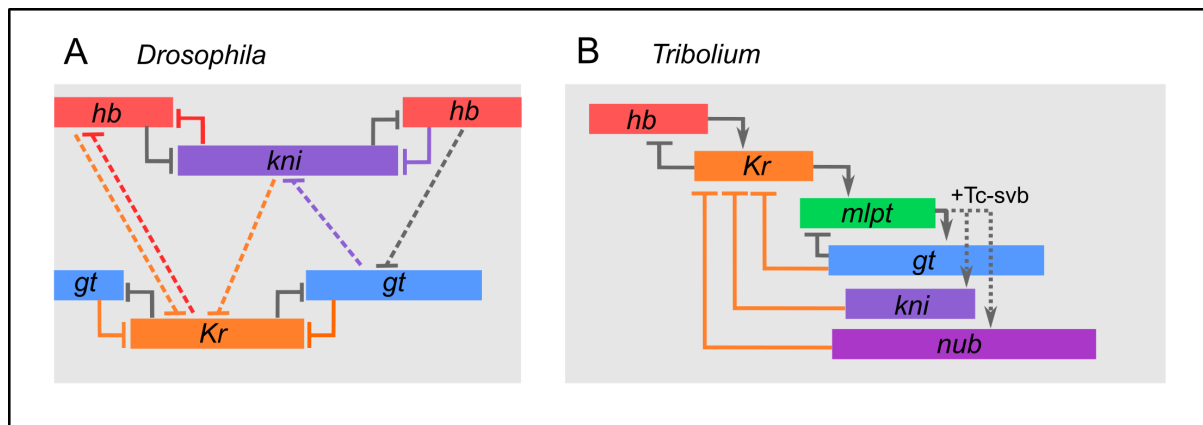 A Drosophila
hb
hb
kni
gt
gt
Kr
B Tribolium
hb
Kr
+Tc-svb
mlpt
gt
kni
nub